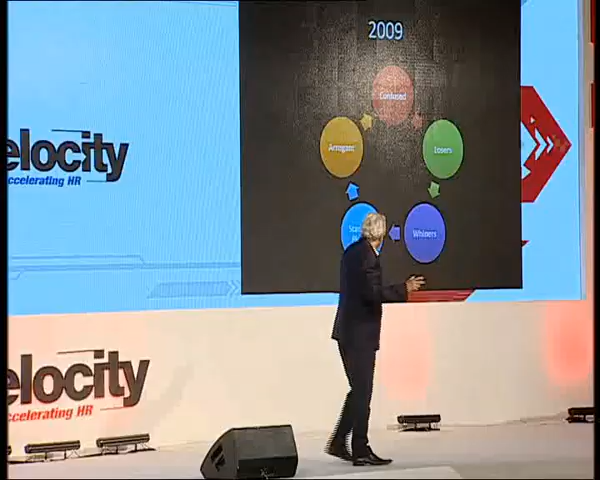 2009
Confused
elocity
ccelerating HR
Arrogant
Losers
Whiners
elocity
ccelerating HR